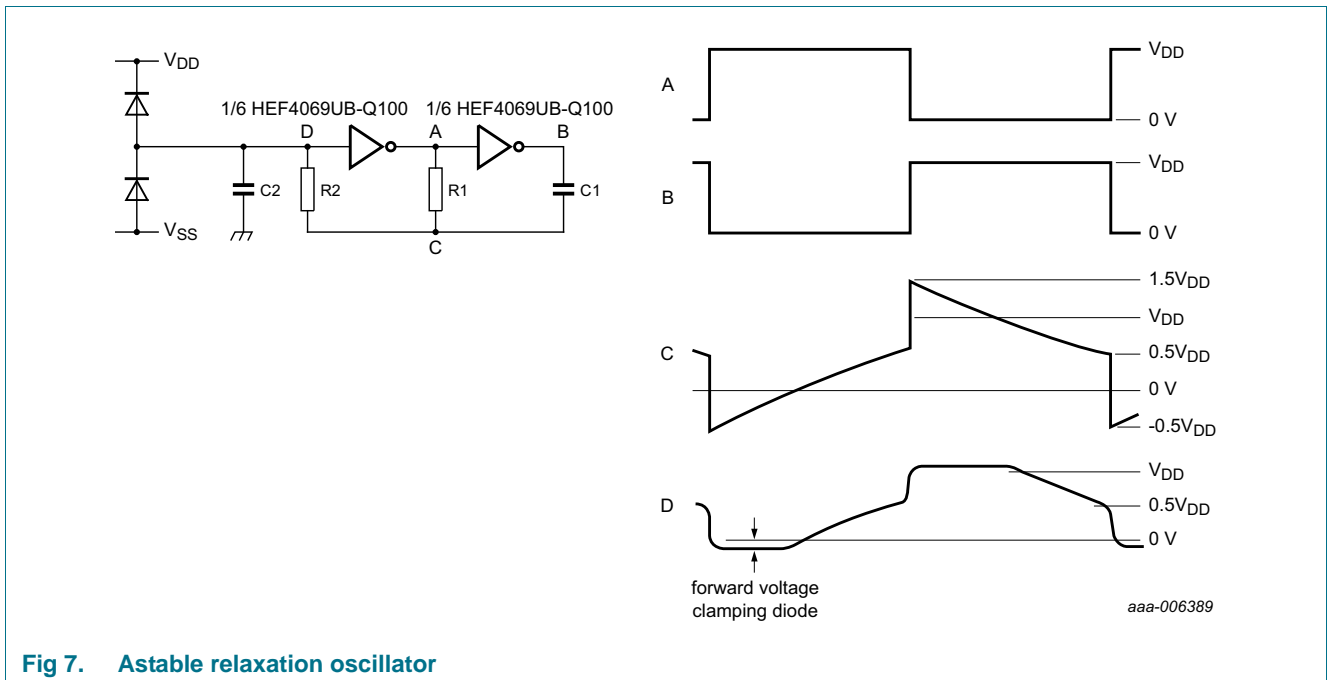 VDD
1/6 HEF4069UB-Q100 1/6 HEF4069UB-Q100
D A B
C2 R2 R1 C1
VSS
C
A
VDD
0 V
B
VDD
0 V
C
1.5VDD
VDD
0.5VDD
0 V
-0.5VDD
D
VDD
0.5VDD
0 V
forward voltage
clamping diode
aaa-006389
Fig 7. Astable relaxation oscillator